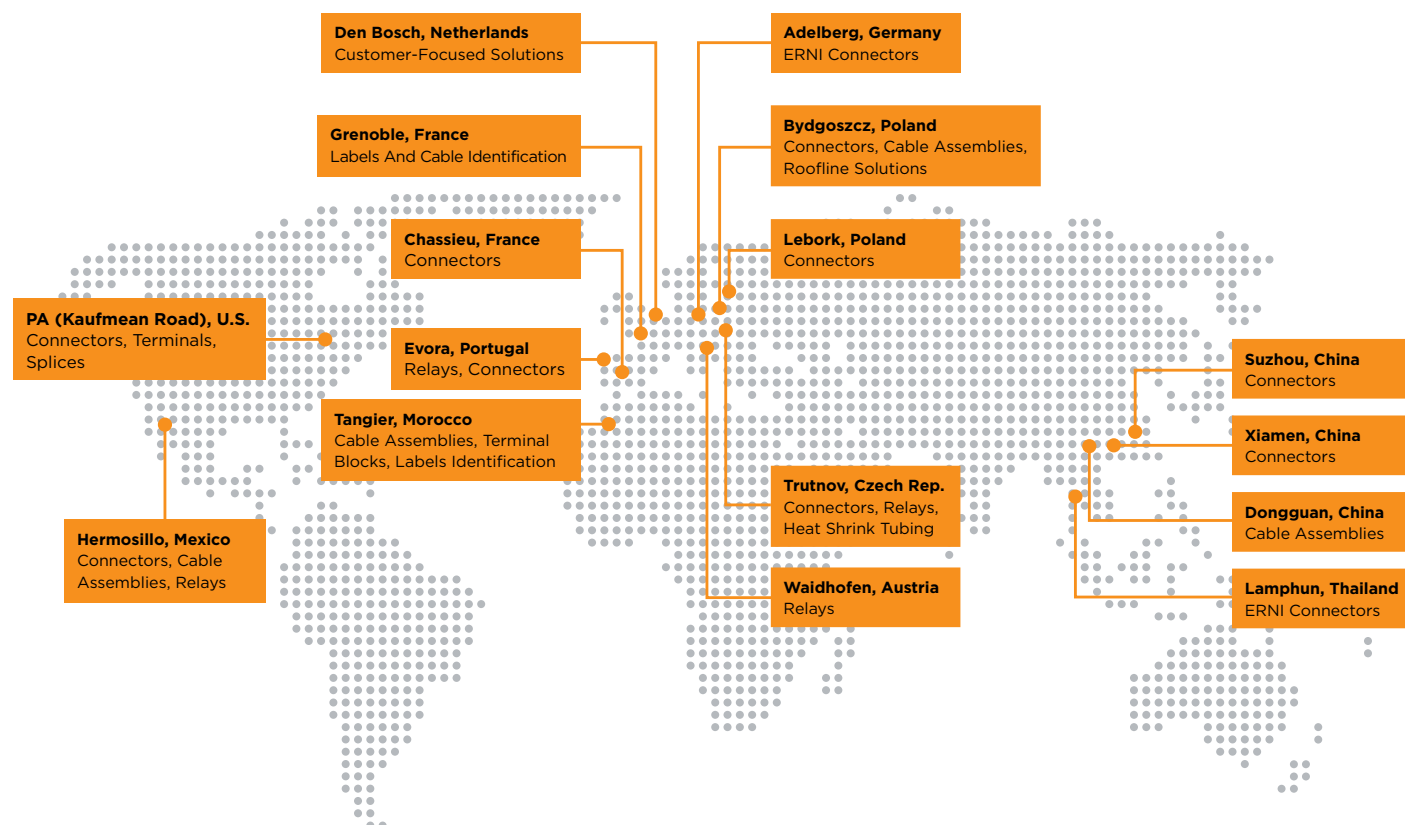 Den Bosch, Netherlands
Customer-Focused Solutions
Adelberg, Germany
ERNI Connectors
Grenoble, France
Labels And Cable Identification
Bydgoszcz, Poland
Connectors, Cable Assemblies,
Roofline Solutions
Chassieu, France
Connectors
Lebork, Poland
Connectors
PA (Kaufmean Road), U.S.
Connectors, Terminals,
Splices
Evora, Portugal
Relays, Connectors
Suzhou, China
Connectors
Tangier, Morocco
Cable Assemblies, Terminal
Blocks, Labels Identification
Xiamen, China
Connectors
Trutnov, Czech Rep.
Connectors, Relays,
Heat Shrink Tubing
Dongguan, China
Cable Assemblies
Hermosillo, Mexico
Connectors, Cable
Assemblies, Relays
Waidhofen, Austria
Relays
Lamphun, Thailand
ERNI Connectors